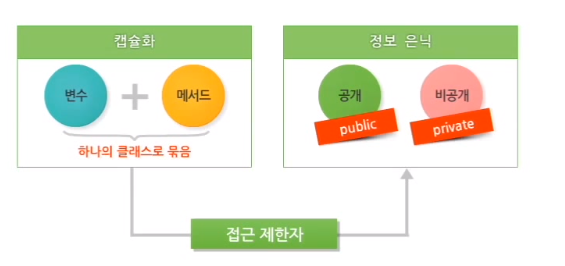 캡슐화
변수
메서드
하나의 클래스로 묶음
정보 은닉
공개
public
비공개
private
접근 제한자